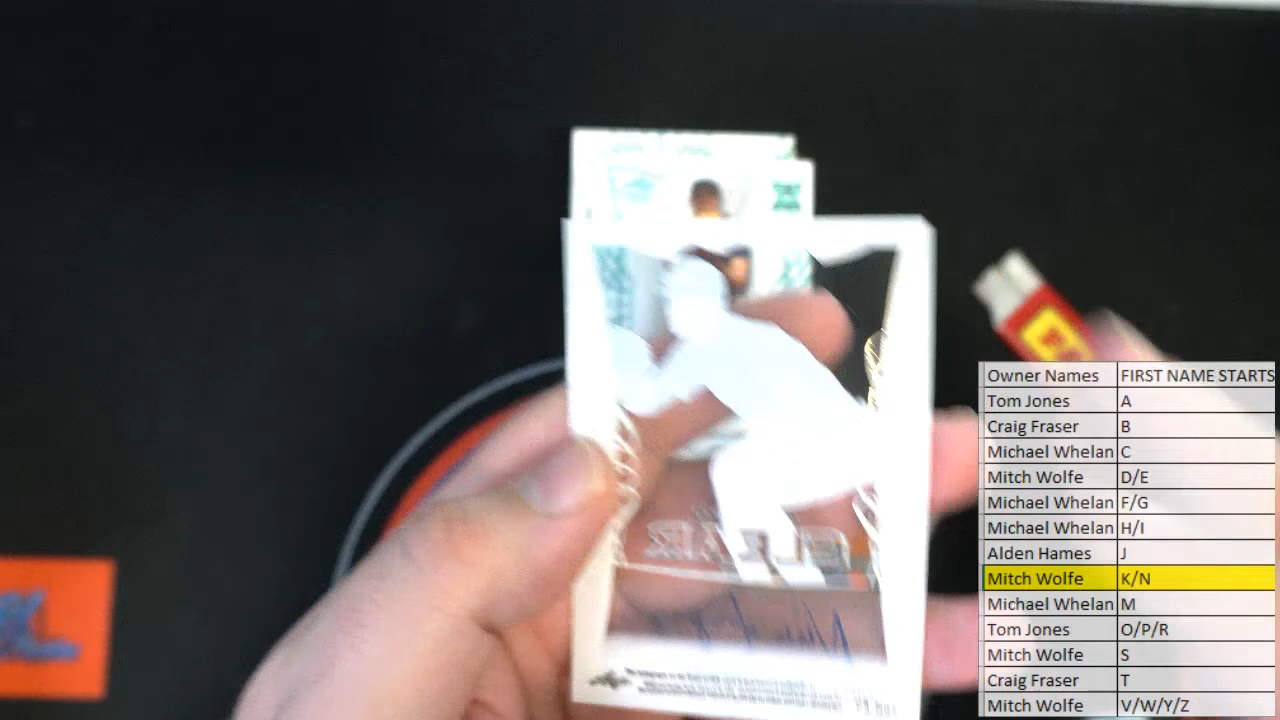 Owner Names FIRST NAME STARTS
Tom Jones A
Craig Fraser B
Michael Whelan C
Mitch Wolfe D/E
Michael Whelan F/G
Michael Whelan H/I
Alden Hames J
Mitch Wolfe K/N
Michael Whelan M
Tom Jones O/P/R
Mitch Wolfe S
Craig Fraser T
Mitch Wolfe V/W/Y/Z